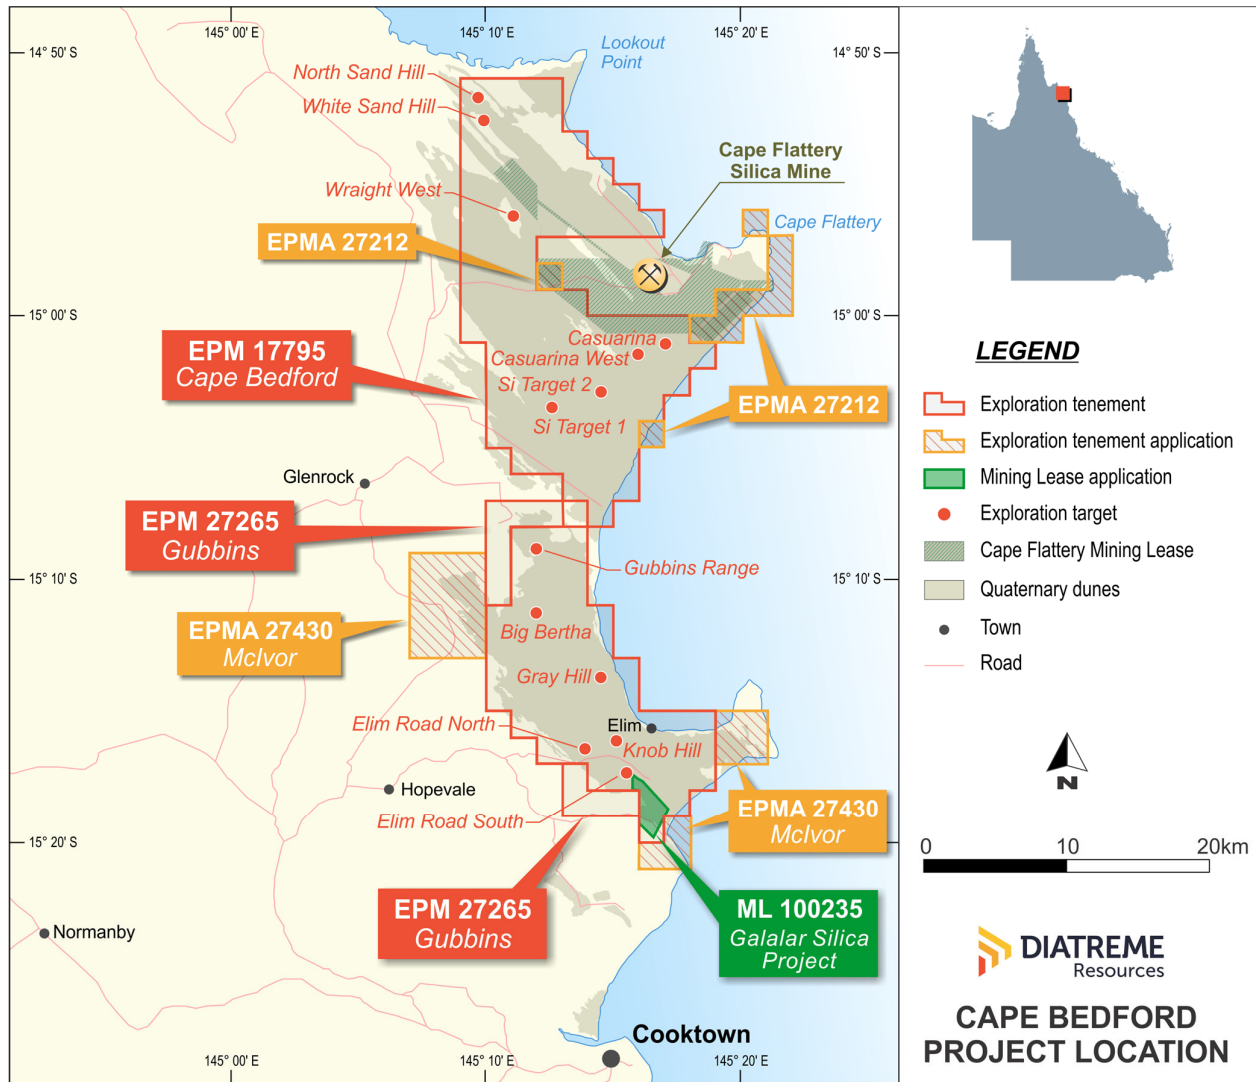 145° 00' E
145° 10' E
145° 20' E
14° 50' S
14° 50' S
Lookout
Point
North Sand Hill
White Sand Hill
Cape Flattery
Silica Mine
Wraight West
Cape Flattery
EPMA 27212
15° 00' S
15° 00' S
EPM 17795
Cape Bedford
Casuarina
Casuarina West
Si Target 2
Si Target 1
EPMA 27212
Glenrock
EPM 27265
Gubbins
Gubbins Range
15° 10' S
15° 10' S
EPMA 27430
McIvor
Big Bertha
Gray Hill
Elim Road North
Elim
Knob Hill
Hopevale
Elim Road South
EPMA 27430
McIvor
15° 20' S
15° 20' S
EPM 27265
Gubbins
ML 100235
Galalar Silica
Project
Normanby
Cooktown
145° 00' E
145° 10' E
145° 20' E
LEGEND
Exploration tenement
Exploration tenement application
Mining Lease application
Exploration target
Cape Flattery Mining Lease
Quaternary dunes
Town
Road
N
0 10 20km
DIATREME
Resources
CAPE BEDFORD
PROJECT LOCATION